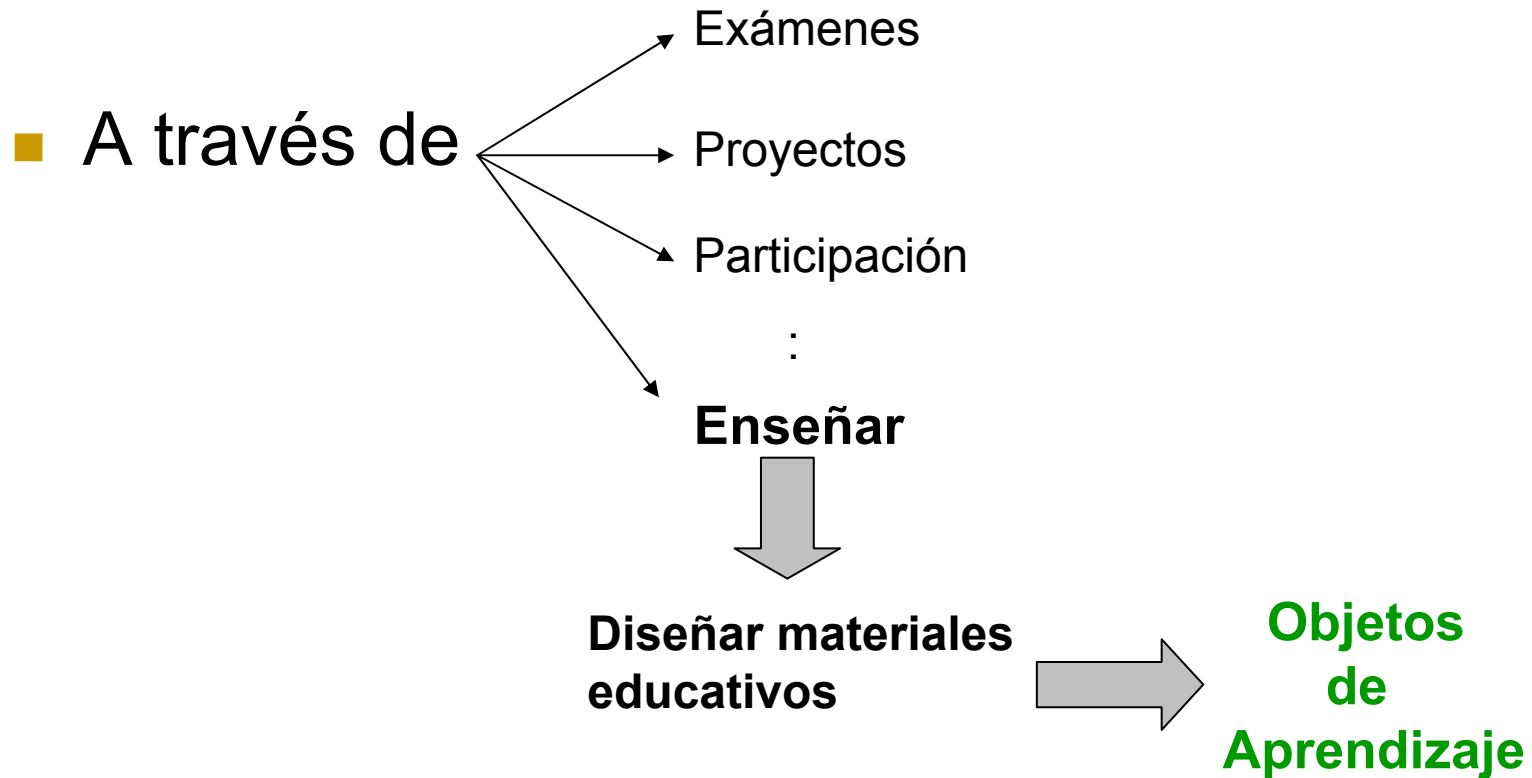 Exámenes
A través de
Proyectos
Participación
:
Enseñar
Diseñar materiales
educativos
Objetos
de
Aprendizaje